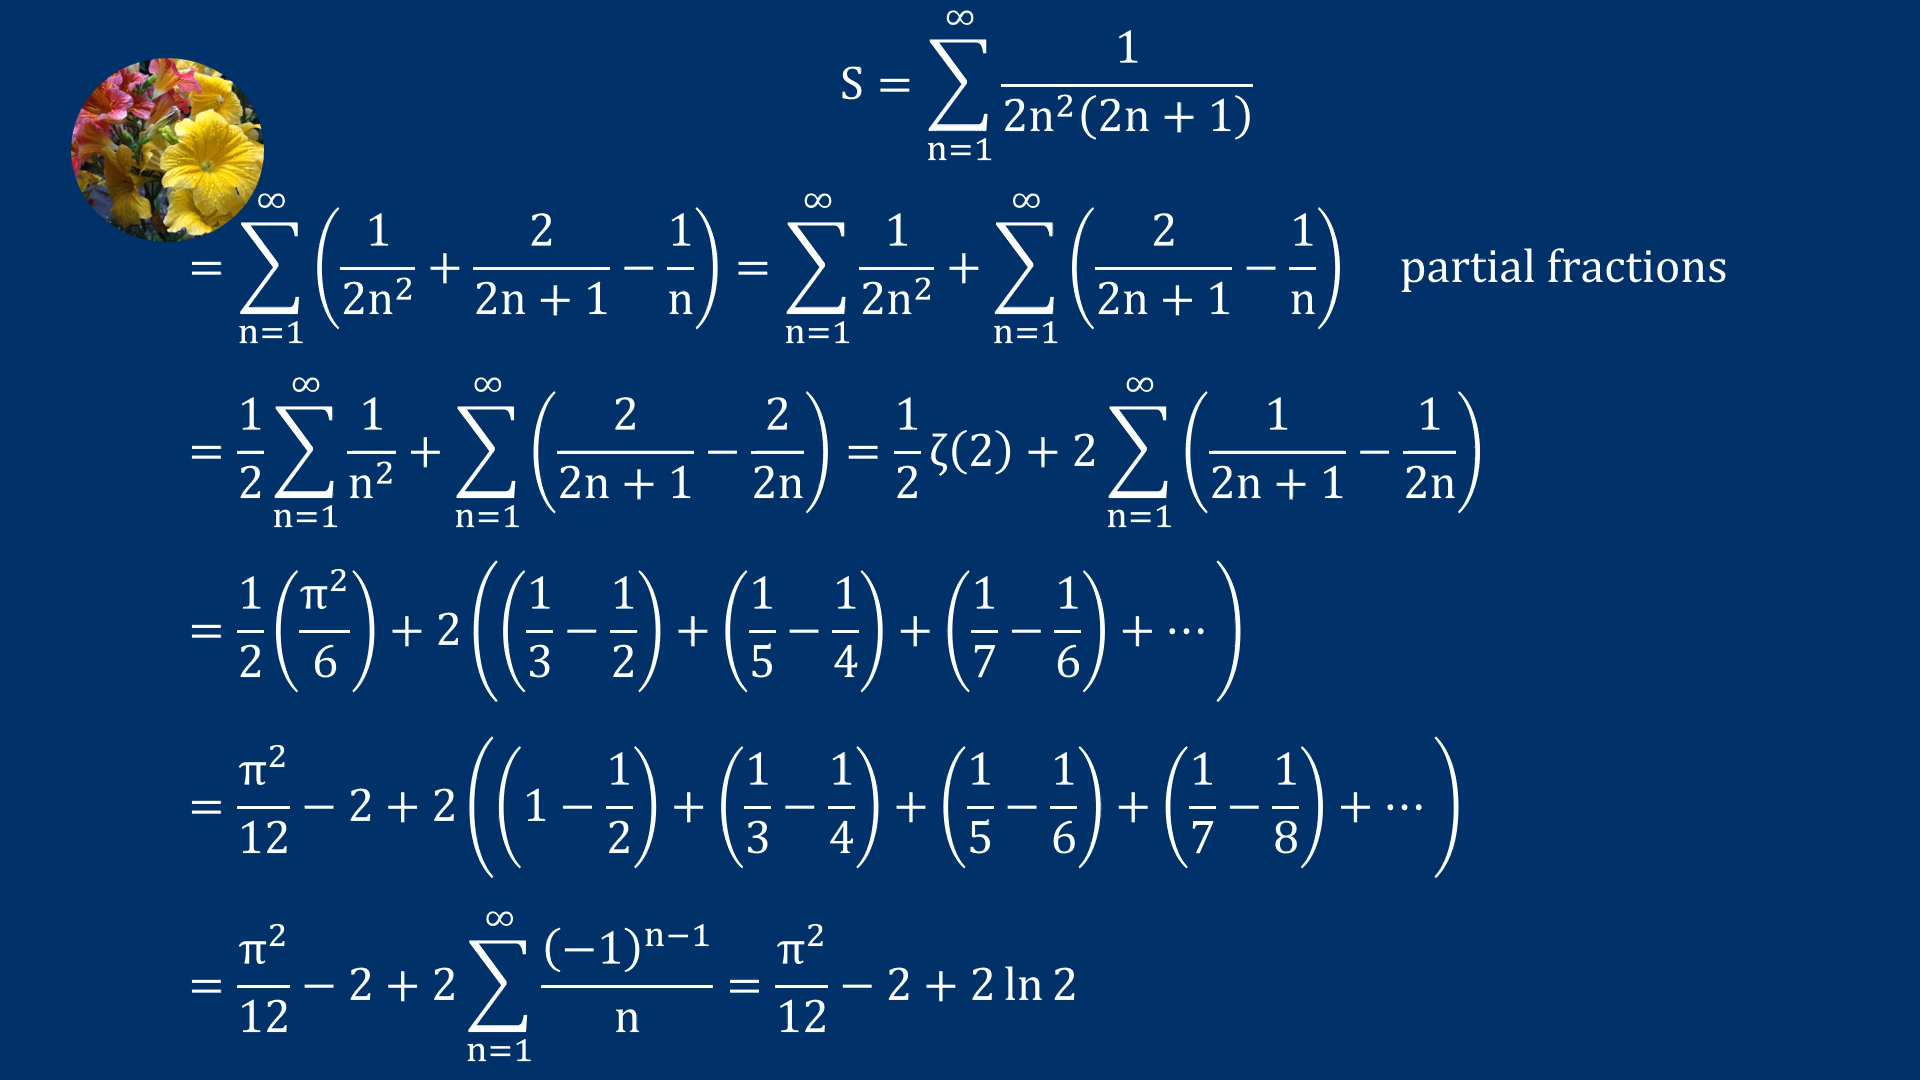 S = ∑_{n=1}^{∞} 1/(2n²(2n + 1))
= ∑_{n=1}^{∞} (1/(2n²) + 2/(2n + 1) − 1/n) = ∑_{n=1}^{∞} 1/(2n²) + ∑_{n=1}^{∞} (2/(2n + 1) − 1/n) partial fractions
= 1/2 ∑_{n=1}^{∞} 1/n² + ∑_{n=1}^{∞} (2/(2n + 1) − 2/(2n)) = 1/2 ζ(2) + 2 ∑_{n=1}^{∞} (1/(2n + 1) − 1/(2n))
= 1/2 (π²/6) + 2((1/3 − 1/2) + (1/5 − 1/4) + (1/7 − 1/6) + ⋯)
= π²/12 − 2 + 2((1 − 1/2) + (1/3 − 1/4) + (1/5 − 1/6) + (1/7 − 1/8) + ⋯)
= π²/12 − 2 + 2 ∑_{n=1}^{∞} (−1)^{n−1}/n = π²/12 − 2 + 2 ln 2